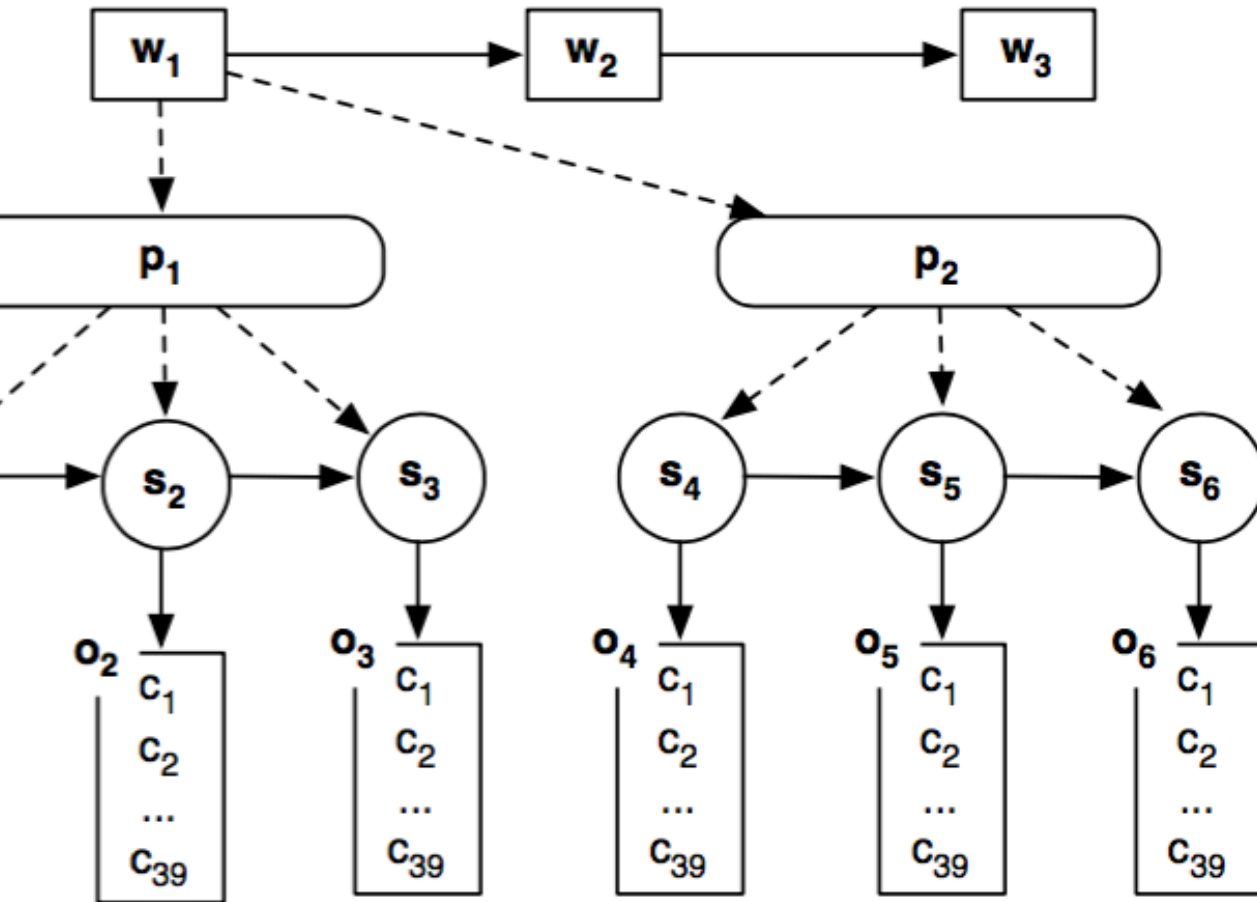 w₁ w₂ w₃
p₁ p₂
s₂ s₃ s₄ s₅ s₆
o₂ o₃ o₄ o₅ o₆
c₁ c₁ c₁ c₁ c₁
c₂ c₂ c₂ c₂ c₂
... ... ... ... ...
c₃₉ c₃₉ c₃₉ c₃₉ c₃₉